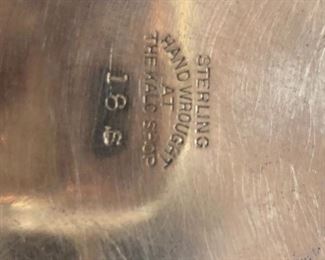 STERLING
HAND WROUGHT
AT
THE KALO SHOP
18 S